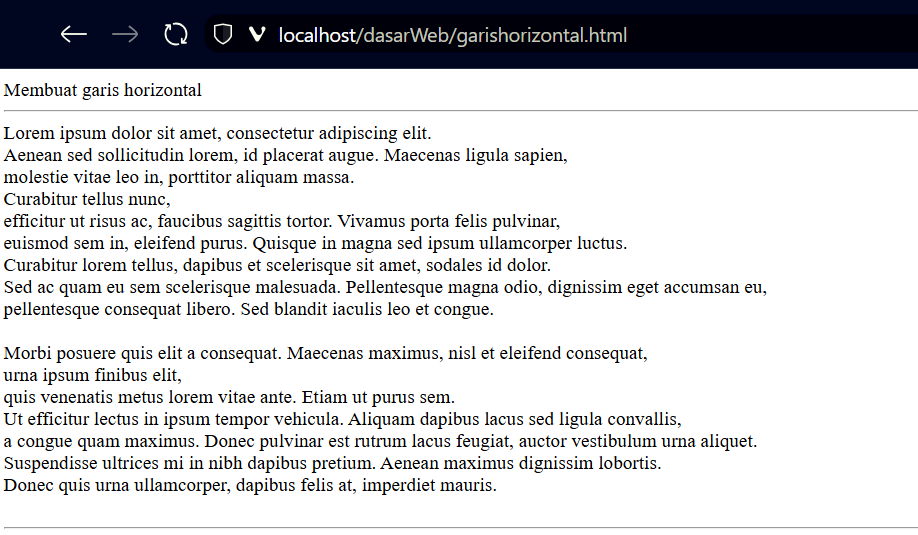 localhost/dasarWeb/garishorizontal.html
Membuat garis horizontal
Lorem ipsum dolor sit amet, consectetur adipiscing elit.
Aenean sed sollicitudin lorem, id placerat augue. Maecenas ligula sapien,
molestie vitae leo in, porttitor aliquam massa.
Curabitur tellus nunc,
efficitur ut risus ac, faucibus sagittis tortor. Vivamus porta felis pulvinar,
euismod sem in, eleifend purus. Quisque in magna sed ipsum ullamcorper luctus.
Curabitur lorem tellus, dapibus et scelerisque sit amet, sodales id dolor.
Sed ac quam eu sem scelerisque malesuada. Pellentesque magna odio, dignissim eget accumsan eu,
pellentesque consequat libero. Sed blandit iaculis leo et congue.
Morbi posuere quis elit a consequat. Maecenas maximus, nisl et eleifend consequat,
urna ipsum finibus elit,
quis venenatis metus lorem vitae ante. Etiam ut purus sem.
Ut efficitur lectus in ipsum tempor vehicula. Aliquam dapibus lacus sed ligula convallis,
a congue quam maximus. Donec pulvinar est rutrum lacus feugiat, auctor vestibulum urna aliquet.
Suspendisse ultrices mi in nibh dapibus pretium. Aenean maximus dignissim lobortis.
Donec quis urna ullamcorper, dapibus felis at, imperdiet mauris.